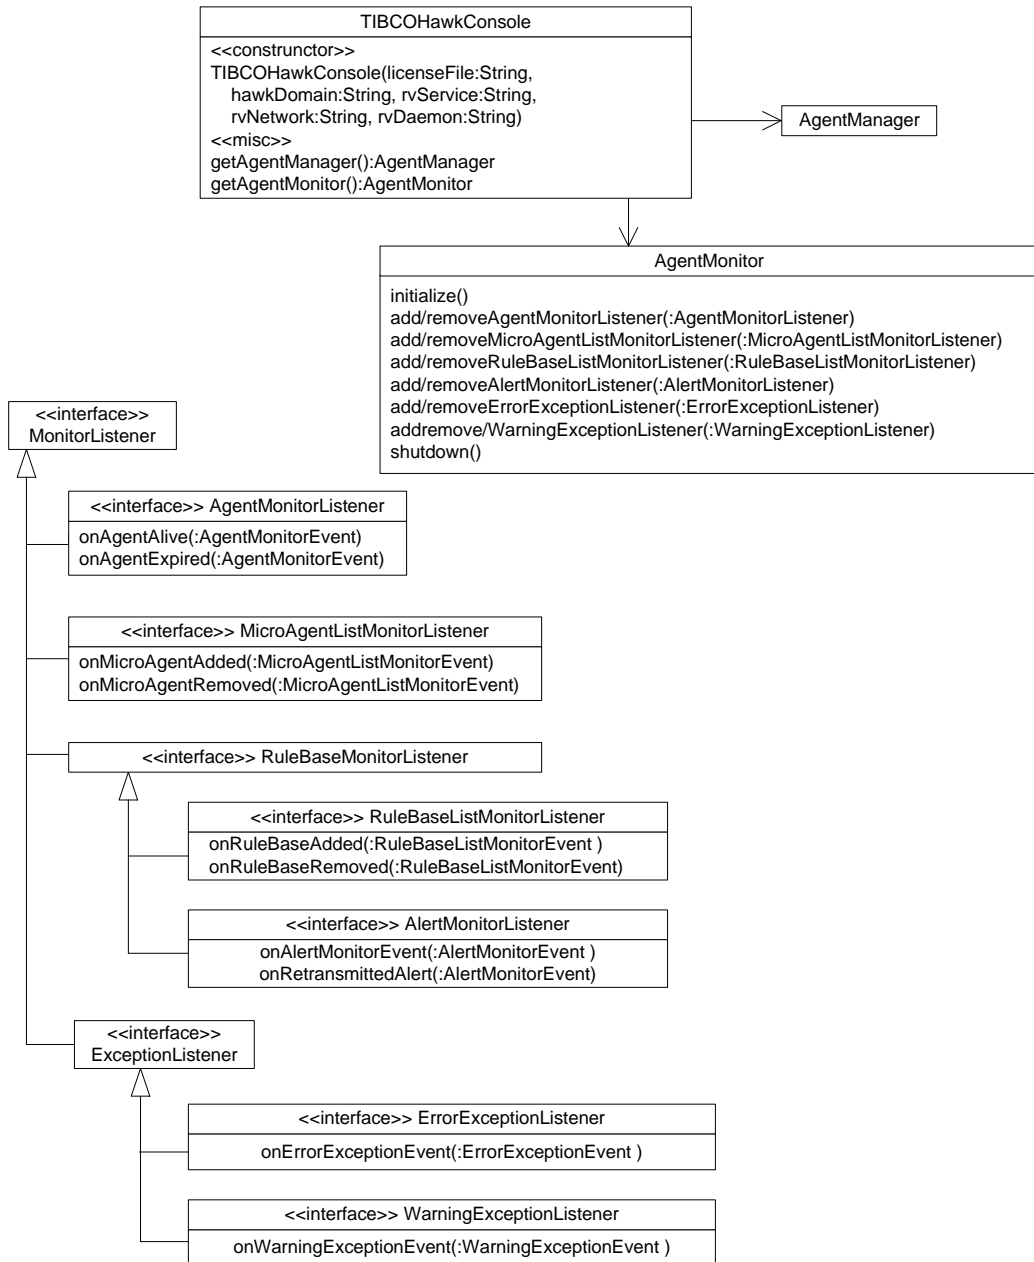 TIBCOHawkConsole
<<constructor>>
TIBCOHawkConsole(licenseFile:String,
hawkDomain:String, rvService:String,
rvNetwork:String, rvDaemon:String)
<<misc>>
getAgentManager():AgentManager
getAgentMonitor():AgentMonitor
AgentManager
AgentMonitor
initialize()
add/removeAgentMonitorListener(:AgentMonitorListener)
add/removeMicroAgentListMonitorListener(:MicroAgentListMonitorListener)
add/removeRuleBaseListMonitorListener(:RuleBaseListMonitorListener)
add/removeAlertMonitorListener(:AlertMonitorListener)
add/removeErrorExceptionListener(:ErrorExceptionListener)
addremove/WarningExceptionListener(:WarningExceptionListener)
shutdown()
<<interface>>
MonitorListener
<<interface>> AgentMonitorListener
onAgentAlive(:AgentMonitorEvent)
onAgentExpired(:AgentMonitorEvent)
<<interface>> MicroAgentListMonitorListener
onMicroAgentAdded(:MicroAgentListMonitorEvent)
onMicroAgentRemoved(:MicroAgentListMonitorEvent)
<<interface>> RuleBaseMonitorListener
<<interface>> RuleBaseListMonitorListener
onRuleBaseAdded(:RuleBaseListMonitorEvent )
onRuleBaseRemoved(:RuleBaseListMonitorEvent)
<<interface>> AlertMonitorListener
onAlertMonitorEvent(:AlertMonitorEvent )
onRetransmittedAlert(:AlertMonitorEvent)
<<interface>>
ExceptionListener
<<interface>> ErrorExceptionListener
onErrorExceptionEvent(:ErrorExceptionEvent )
<<interface>> WarningExceptionListener
onWarningExceptionEvent(:WarningExceptionEvent )